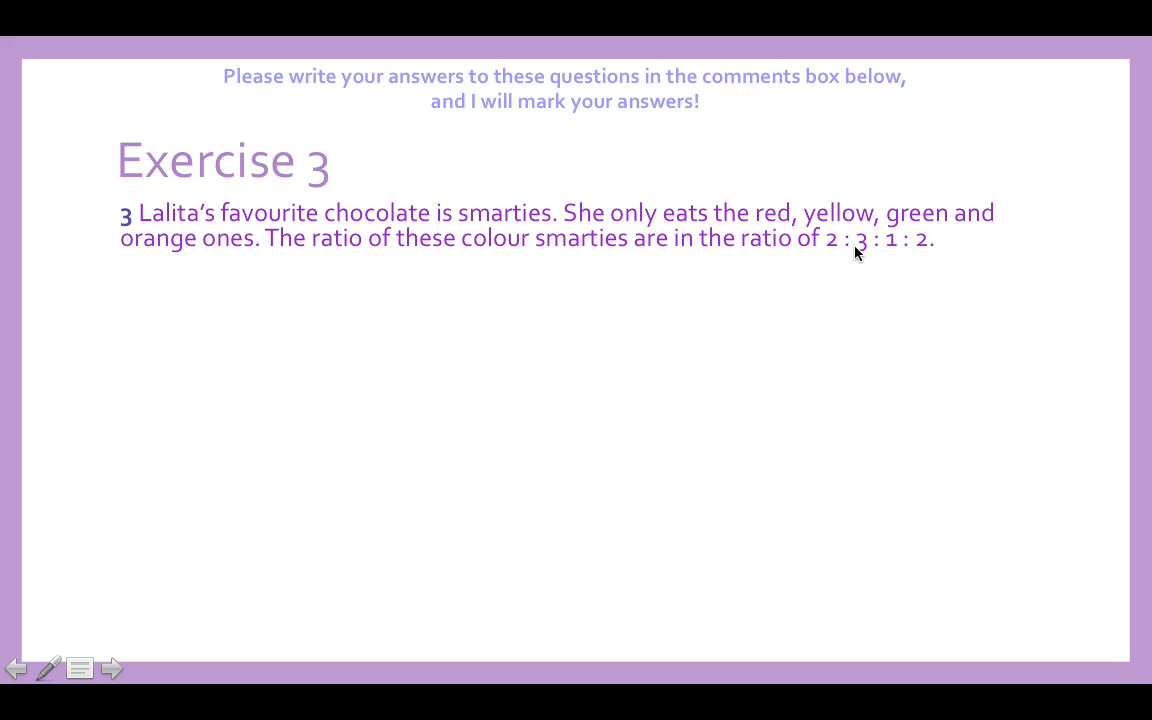 Please write your answers to these questions in the comments box below,
and I will mark your answers!
Exercise 3
3 Lalita’s favourite chocolate is smarties. She only eats the red, yellow, green and
orange ones. The ratio of these colour smarties are in the ratio of 2 : 3 : 1 : 2.